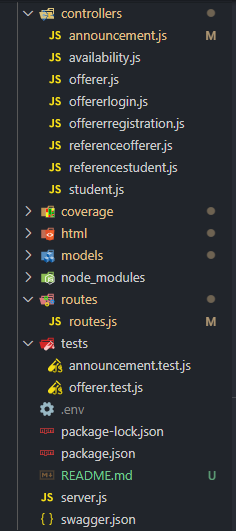 controllers
JS announcement.js M
JS availability.js
JS offerer.js
JS offererlogin.js
JS offererregistration.js
JS referenceofferer.js
JS referencestudent.js
JS student.js
coverage
html
models
node_modules
routes
JS routes.js M
tests
announcement.test.js
offerer.test.js
.env
package-lock.json
package.json
README.md U
JS server.js
{} swagger.json